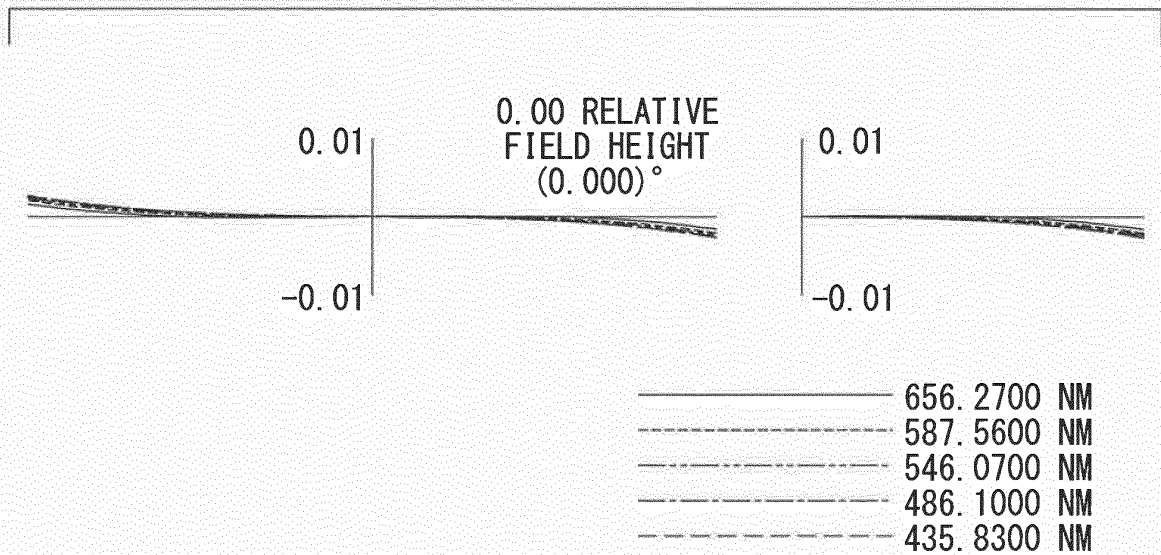 0.00 RELATIVE
FIELD HEIGHT
(0.000)°
0.01
-0.01
0.01
-0.01
656.2700 NM
587.5600 NM
546.0700 NM
486.1000 NM
435.8300 NM